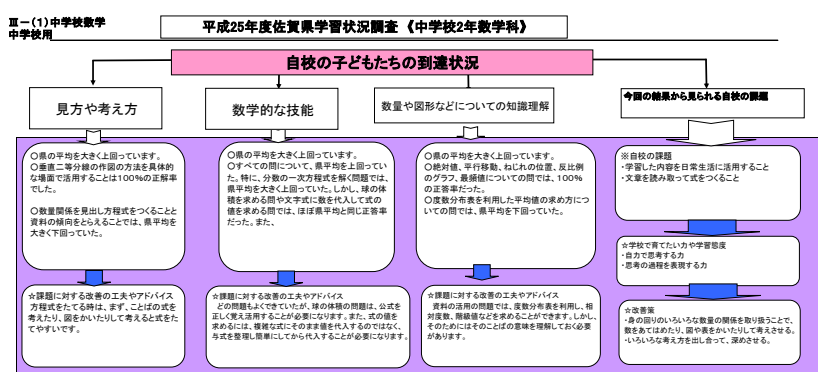 Ⅲ－(1)中学校数学
中学校用
平成25年度佐賀県学習状況調査 《中学校2年数学科》
自校の子どもたちの到達状況
見方や考え方
数学的な技能
数量や図形などについての知識理解
今回の結果から見られる自校の課題
○県の平均を大きく上回っています。
○垂直二等分線の作図の方法を具体的
な場面で活用することは100%の正解率
でした。
○数量関係を見出し方程式をつくることと
資料の傾向をとらえることでは、県平均を
大きく下回っていた。
○県の平均を大きく上回っています。
○すべての問について、県平均を上回ってい
た。特に、分数の一次方程式を解く問題では、
県平均を大きく上回っていた。しかし、球の体
積を求める問や文字式に数を代入して式の
値を求める問では、ほぼ県平均と同じ正答率
だった。また、
○県の平均を大きく上回っています。
○絶対値、平行移動、ねじれの位置、反比例
のグラフ、最頻値についての問では、100%
の正答率だった。
○度数分布表を利用した平均値の求め方につ
いての問では、県平均を下回っていた。
※自校の課題
・学習した内容を日常生活に活用すること
・文章を読み取って式をつくること
☆学校で育てたい力や学習態度
・自力で思考する力
・思考の過程を表現する力
☆課題に対する改善の工夫やアドバイス
方程式をたてる時は、まず、ことばの式を
考えたり、図をかいたりして考えると式をた
てやすいです。
☆課題に対する改善の工夫やアドバイス
どの問題もよくできていたが、球の体積の問題は、公式を
正しく覚え活用することが必要になります。また、式の値を
求めるには、複雑な式にそのまま値を代入するのではなく、
与式を整理し簡単にしてから代入することが必要になります。
☆課題に対する改善の工夫やアドバイス
資料の活用の問題では、度数分布表を利用し、相
対度数、階級値などを求めることができます。しかし、
そのためにはそのことばの意味を理解しておく必要
があります。
☆改善策
・身の回りのいろいろな数量の関係を取り扱うことで、
数をあてはめたり、図や表をかいたりして考えさせる。
・いろいろな考え方を出し合って、深めさせる。